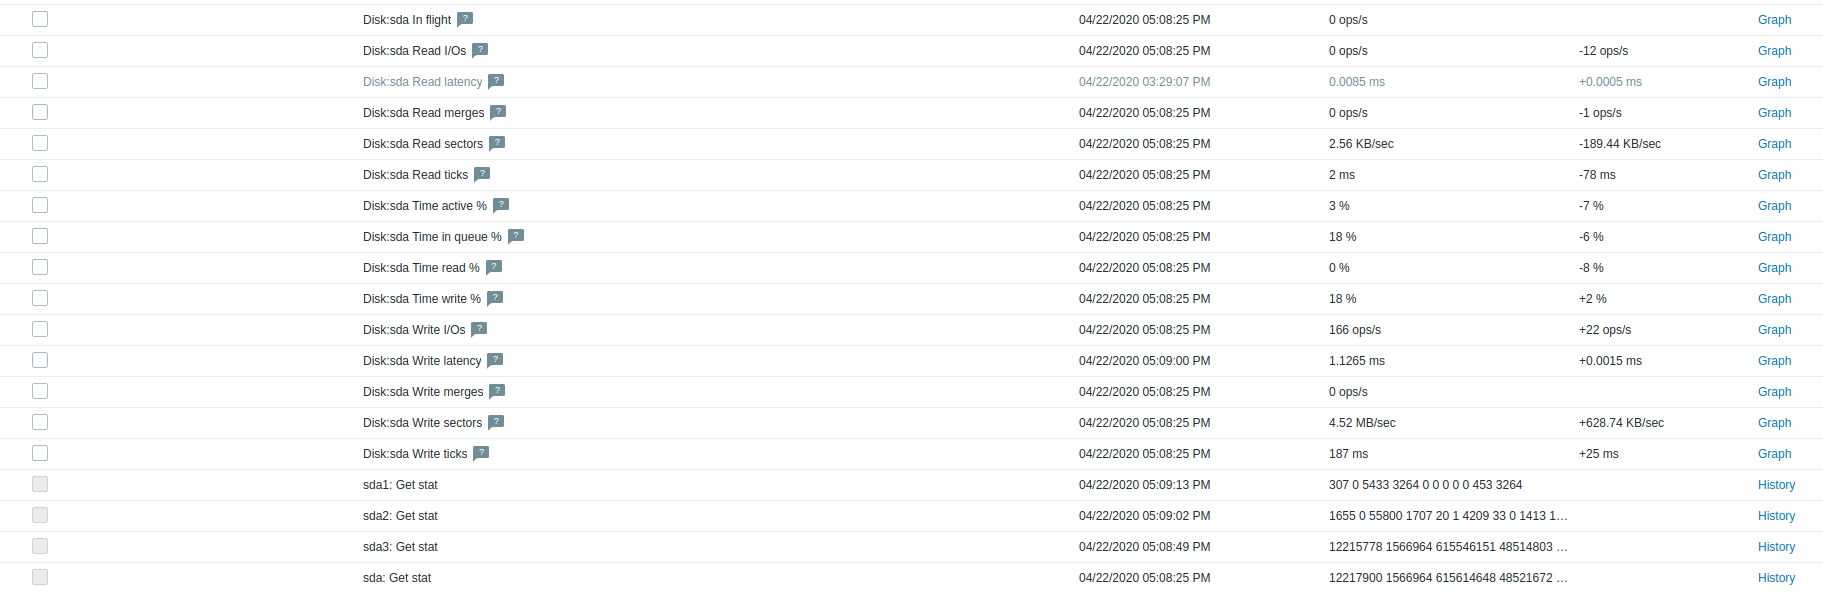 Disk:sda In flight ? 04/22/2020 05:08:25 PM 0 ops/s Graph
Disk:sda Read I/Os ? 04/22/2020 05:08:25 PM 0 ops/s -12 ops/s Graph
Disk:sda Read latency ? 04/22/2020 03:29:07 PM 0.0085 ms +0.0005 ms Graph
Disk:sda Read merges ? 04/22/2020 05:08:25 PM 0 ops/s -1 ops/s Graph
Disk:sda Read sectors ? 04/22/2020 05:08:25 PM 2.56 KB/sec -189.44 KB/sec Graph
Disk:sda Read ticks ? 04/22/2020 05:08:25 PM 2 ms -78 ms Graph
Disk:sda Time active % ? 04/22/2020 05:08:25 PM 3 % -7 % Graph
Disk:sda Time in queue % ? 04/22/2020 05:08:25 PM 18 % -6 % Graph
Disk:sda Time read % ? 04/22/2020 05:08:25 PM 0 % -8 % Graph
Disk:sda Time write % ? 04/22/2020 05:08:25 PM 18 % +2 % Graph
Disk:sda Write I/Os ? 04/22/2020 05:08:25 PM 166 ops/s +22 ops/s Graph
Disk:sda Write latency ? 04/22/2020 05:09:00 PM 1.1265 ms +0.0015 ms Graph
Disk:sda Write merges ? 04/22/2020 05:08:25 PM 0 ops/s Graph
Disk:sda Write sectors ? 04/22/2020 05:08:25 PM 4.52 MB/sec +628.74 KB/sec Graph
Disk:sda Write ticks ? 04/22/2020 05:08:25 PM 187 ms +25 ms Graph
sda1: Get stat 04/22/2020 05:09:13 PM 307 0 5433 3264 0 0 0 0 0 453 3264 History
sda2: Get stat 04/22/2020 05:09:02 PM 1655 0 55800 1707 20 1 4209 33 0 1413 1… History
sda3: Get stat 04/22/2020 05:08:49 PM 12215778 1566964 615546151 48514803 … History
sda: Get stat 04/22/2020 05:08:25 PM 12217900 1566964 615614648 48521672 … History